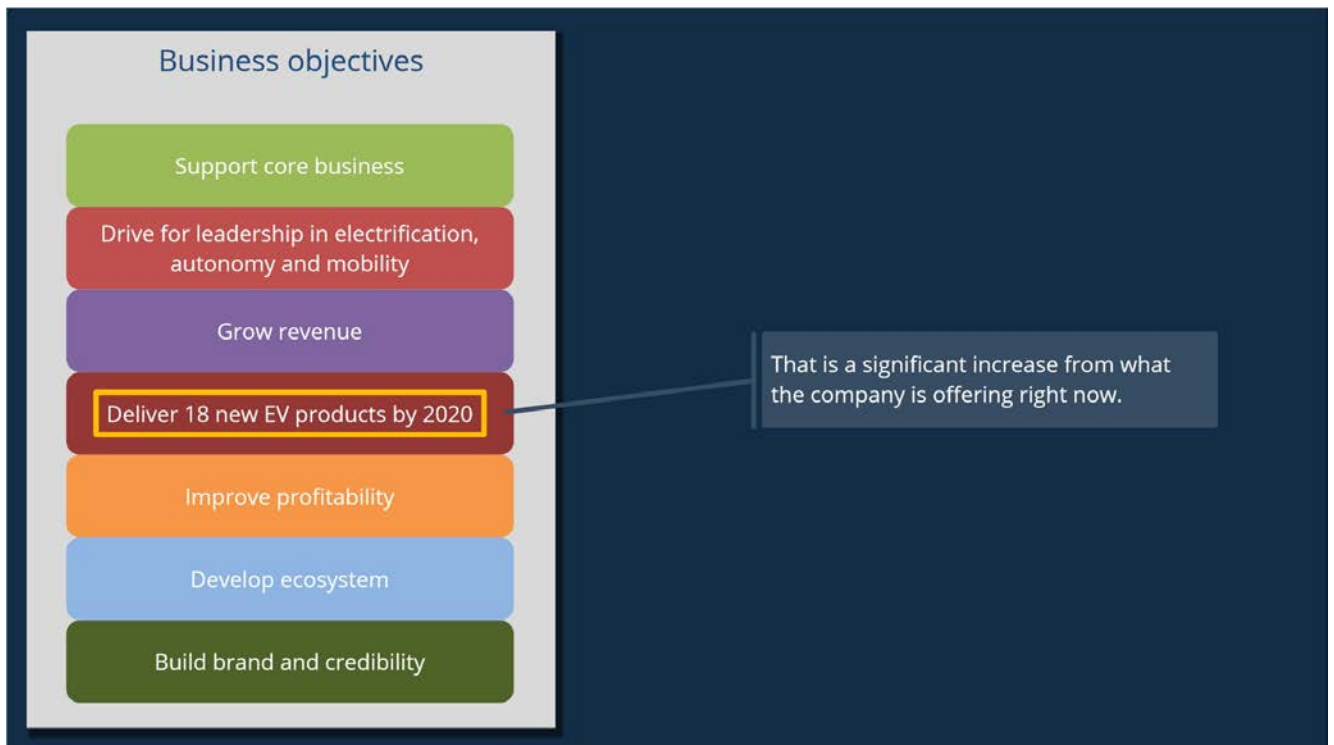 Business objectives
Support core business
Drive for leadership in electrification,
autonomy and mobility
Grow revenue
Deliver 18 new EV products by 2020
That is a significant increase from what
the company is offering right now.
Improve profitability
Develop ecosystem
Build brand and credibility